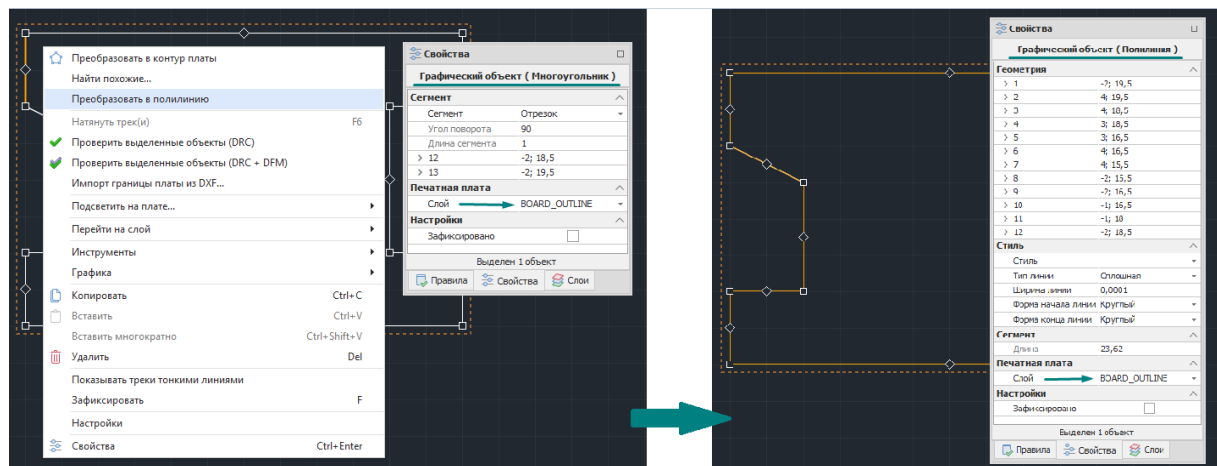 Преобразовать в контур платы
Найти похожие...
Преобразовать в полилинию
Натянуть трек(и) F6
Проверить выделенные объекты (DRC)
Проверить выделенные объекты (DRC + DFM)
Импорт границы платы из DXF...
Подсветить на плате...
Перейти на слой
Инструменты
Графика
Копировать Ctrl+C
Вставить Ctrl+V
Вставить многократно Ctrl+Shift+V
Удалить Del
Показывать треки тонкими линиями
Зафиксировать F
Настройки
Свойства Ctrl+Enter
Свойства
Графический объект ( Многоугольник )
Сегмент
Сегмент Отрезок
Угол поворота 90
Длина сегмента 1
> 12 -2; 18,5
> 13 -2; 19,5
Печатная плата
Слой BOARD_OUTLINE
Настройки
Зафиксировано
Выделен 1 объект
Правила Свойства Слои
Свойства
Графический объект ( Полилиния )
Геометрия
> 1 -2; 19,5
> 2 4; 19,5
> 3 4; 18,5
> 4 3; 18,5
> 5 3; 16,5
> 6 4; 16,5
> 7 4; 15,5
> 8 -2; 15,5
> 9 -2; 16,5
> 10 -1; 16,5
> 11 -1; 18
> 12 -2; 18,5
Стиль
Стиль
Тип линии Сплошная
Ширина линии 0,0001
Форма начала линии Круглый
Форма конца линии Круглый
Сегмент
Длина 23,62
Печатная плата
Слой BOARD_OUTLINE
Настройки
Зафиксировано
Выделен 1 объект
Правила Свойства Слои